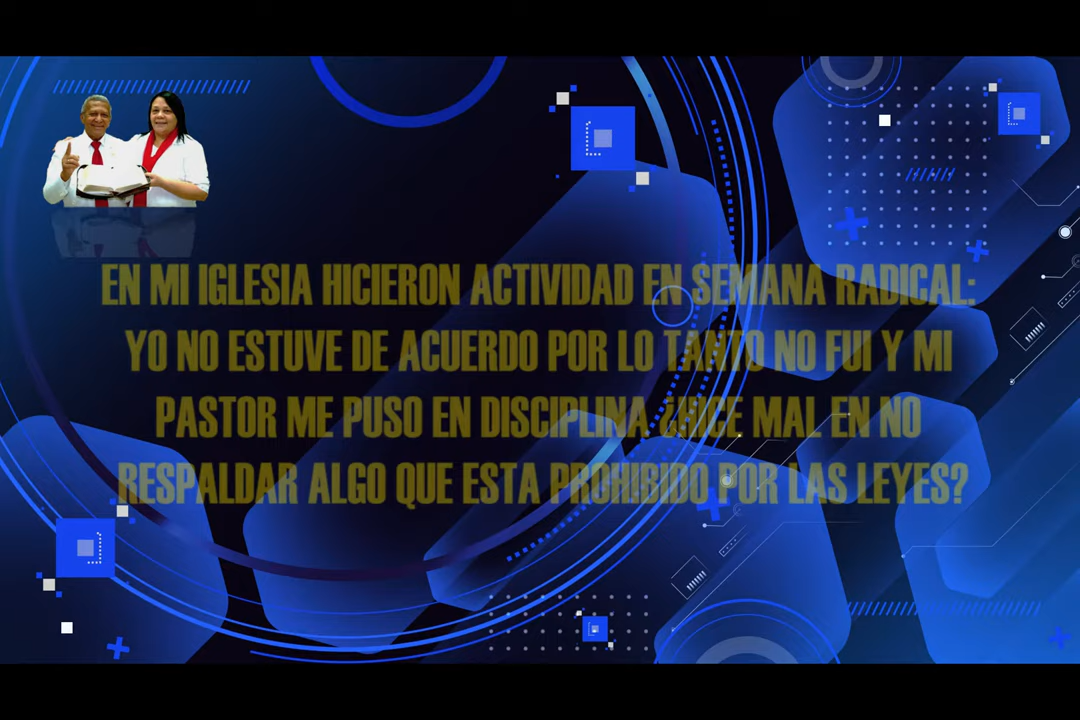 EN MI IGLESIA HICIERON ACTIVIDAD EN SEMANA RADICAL:
YO NO ESTUVE DE ACUERDO POR LO TANTO NO FUI Y MI
PASTOR ME PUSO EN DISCIPLINA ¿HICE MAL EN NO
RESPALDAR ALGO QUE ESTA PROHIBIDO POR LAS LEYES?